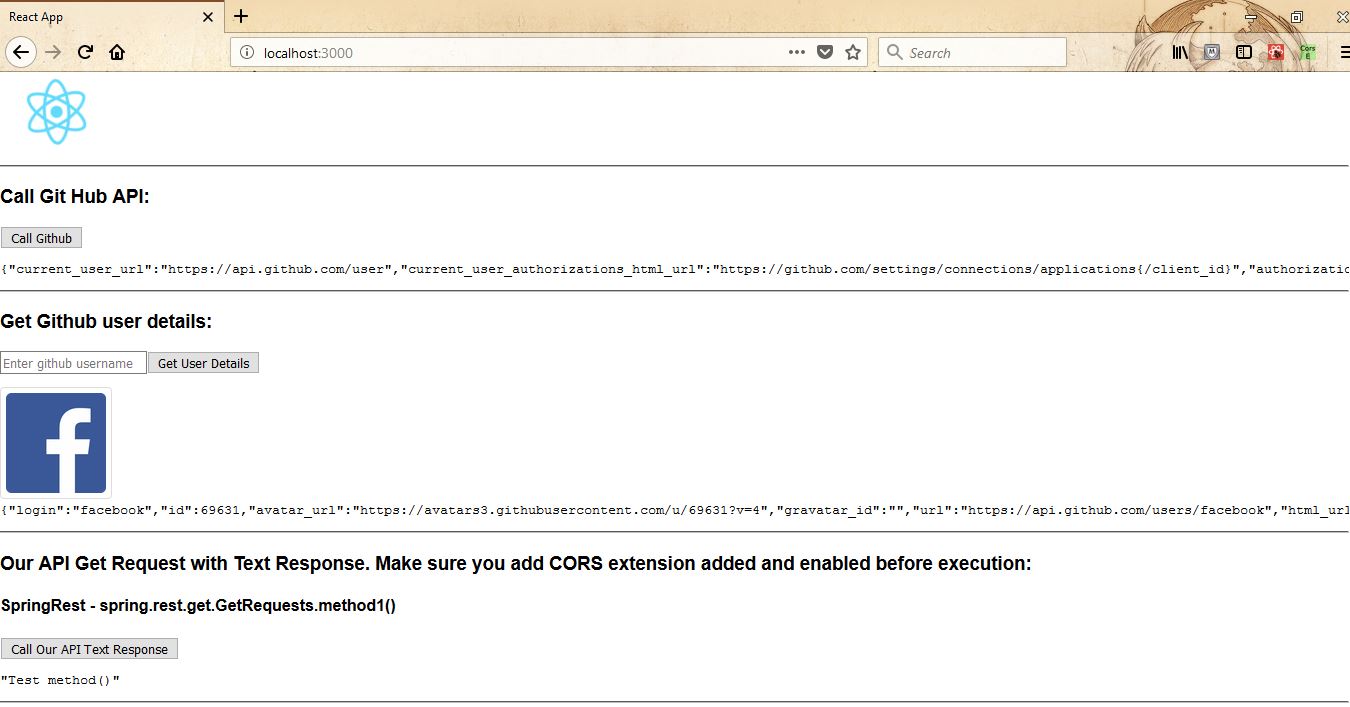 React App
localhost:3000
Search
Cors
E
Call Git Hub API:
Call Github
{"current_user_url":"https://api.github.com/user","current_user_authorizations_html_url":"https://github.com/settings/connections/applications{/client_id}","authorizatio
Get Github user details:
Enter github username Get User Details
{"login":"facebook","id":69631,"avatar_url":"https://avatars3.githubusercontent.com/u/69631?v=4","gravatar_id":"","url":"https://api.github.com/users/facebook","html_url
Our API Get Request with Text Response. Make sure you add CORS extension added and enabled before execution:
SpringRest - spring.rest.get.GetRequests.method1()
Call Our API Text Response
"Test method()"